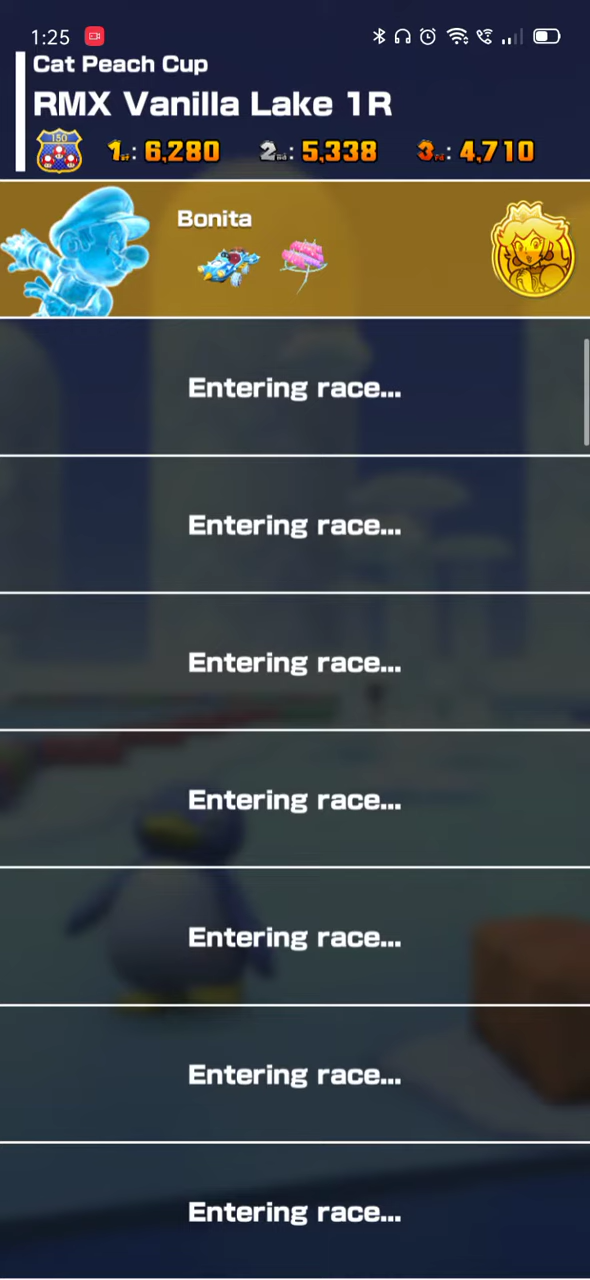 1:25
Cat Peach Cup
RMX Vanilla Lake 1R
150 1st: 6,280 2nd: 5,338 3rd: 4,710
Bonita
Entering race...
Entering race...
Entering race...
Entering race...
Entering race...
Entering race...
Entering race...